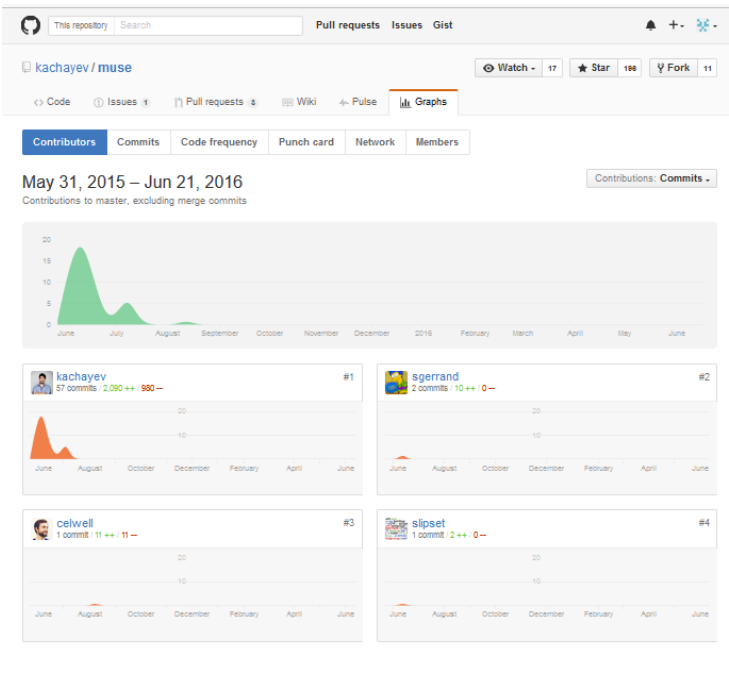 This repository Search Pull requests Issues Gist
kachayev / muse Watch 17 Star 186 Fork 11
Code Issues 1 Pull requests 3 Wiki Pulse Graphs
Contributors Commits Code frequency Punch card Network Members
May 31, 2015 – Jun 21, 2016 Contributions: Commits
Contributions to master, excluding merge commits
20
15
10
5
0
June July August September October November December 2016 February March April May June
kachayev #1
57 commits / 2,090 ++ / 980 --
20
10
June August October December February April June
sgerrand #2
2 commits / 10 ++ / 0 --
20
10
June August October December February April June
celwell #3
1 commit / 11 ++ / 11 --
20
10
June August October December February April June
slipset #4
1 commit / 2 ++ / 0 --
20
10
June August October December February April June